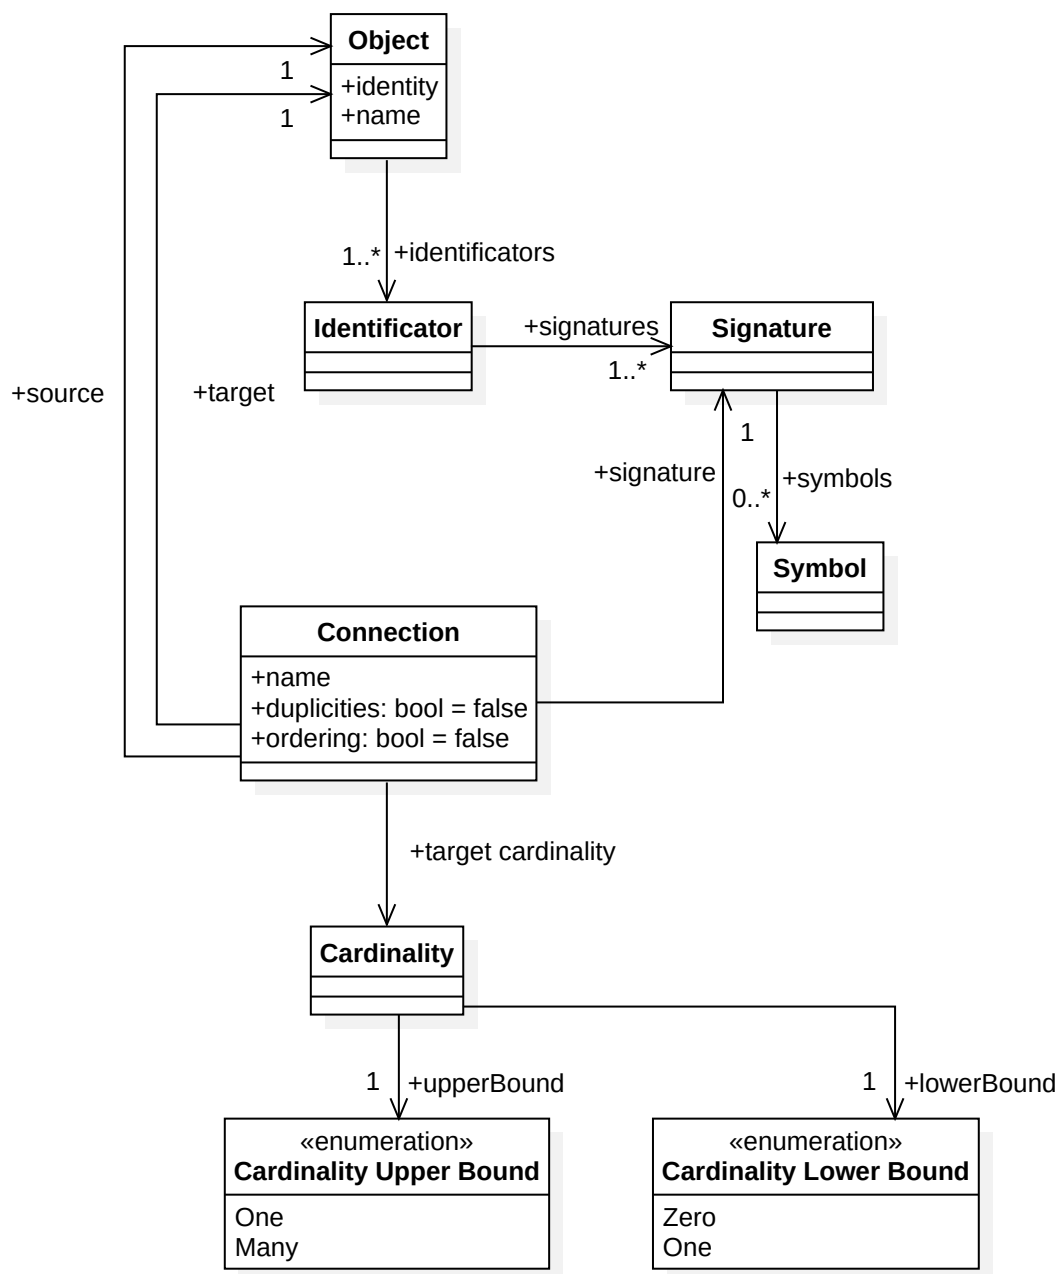 Object
1
+identity
+name
1
1..*
+identificators
Identificator
+signatures
Signature
1..*
+source
+target
1
+signature
+symbols
0..*
Symbol
Connection
+name
+duplicities: bool = false
+ordering: bool = false
+target cardinality
Cardinality
1
+upperBound
1
+lowerBound
«enumeration»
Cardinality Upper Bound
One
Many
«enumeration»
Cardinality Lower Bound
Zero
One